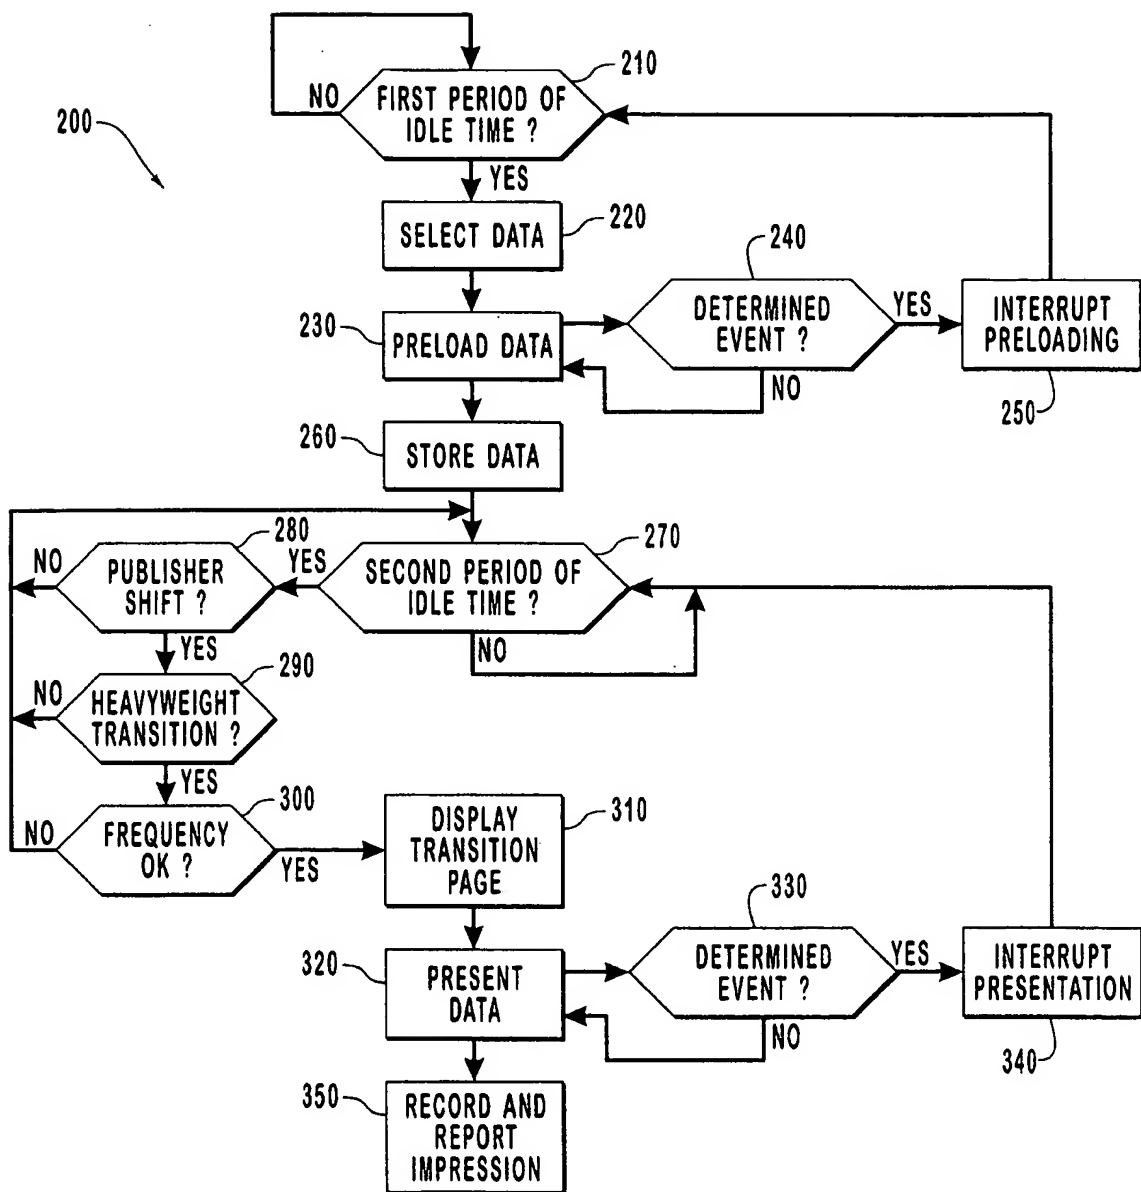 210
NO
FIRST PERIOD OF
IDLE TIME ?
200
YES
SELECT DATA
220
240
230
PRELOAD DATA
DETERMINED
EVENT ?
YES
INTERRUPT
PRELOADING
NO
250
260
STORE DATA
280
270
NO
PUBLISHER
SHIFT ?
YES
SECOND PERIOD OF
IDLE TIME ?
YES
NO
290
NO
HEAVYWEIGHT
TRANSITION ?
YES
300
NO
FREQUENCY
OK ?
YES
DISPLAY
TRANSITION
PAGE
310
330
320
PRESENT
DATA
DETERMINED
EVENT ?
YES
INTERRUPT
PRESENTATION
NO
340
350
RECORD AND
REPORT
IMPRESSION